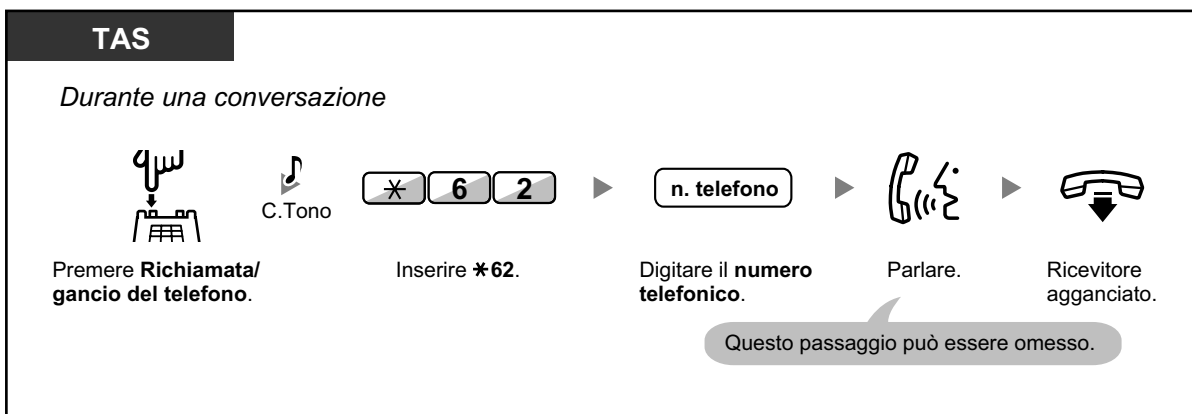 TAS
Durante una conversazione
C.Tono
* 6 2
n. telefono
Premere Richiamata/
gancio del telefono.
Inserire *62.
Digitare il numero
telefonico.
Parlare.
Ricevitore
agganciato.
Questo passaggio può essere omesso.